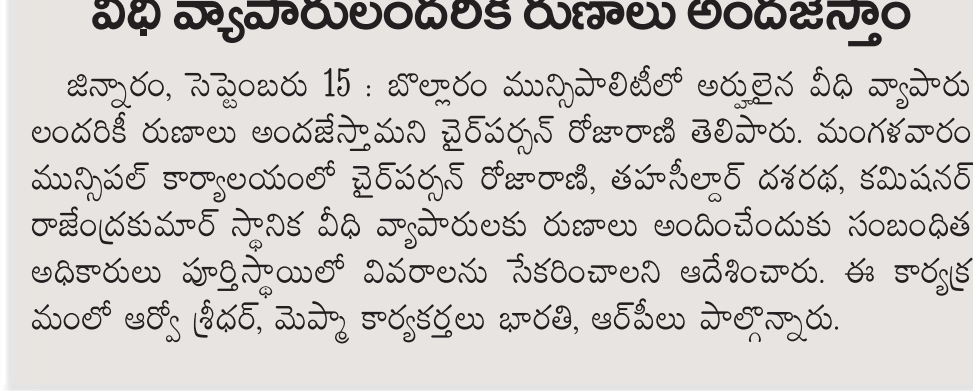 వీధి వ్యాపారులందరికీ రుణాలు అందజేస్తాం
జిన్నారం, సెప్టెంబరు 15 : బొల్లారం మున్సిపాలిటీలో అర్హులైన వీధి వ్యాపారు
లందరికీ రుణాలు అందజేస్తామని చైర్‌పర్సన్ రోజారాణి తెలిపారు. మంగళవారం
మున్సిపల్ కార్యాలయంలో చైర్‌పర్సన్ రోజారాణి, తహసీల్దార్ దశరథ, కమిషనర్
రాజేంద్రకుమార్ స్థానిక వీధి వ్యాపారులకు రుణాలు అందించేందుకు సంబంధిత
అధికారులు పూర్తిస్థాయిలో వివరాలను సేకరించాలని ఆదేశించారు. ఈ కార్యక్ర
మంలో ఆర్వో శ్రీధర్, మెప్మా కార్యకర్తలు భారతి, ఆర్‌పీలు పాల్గొన్నారు.